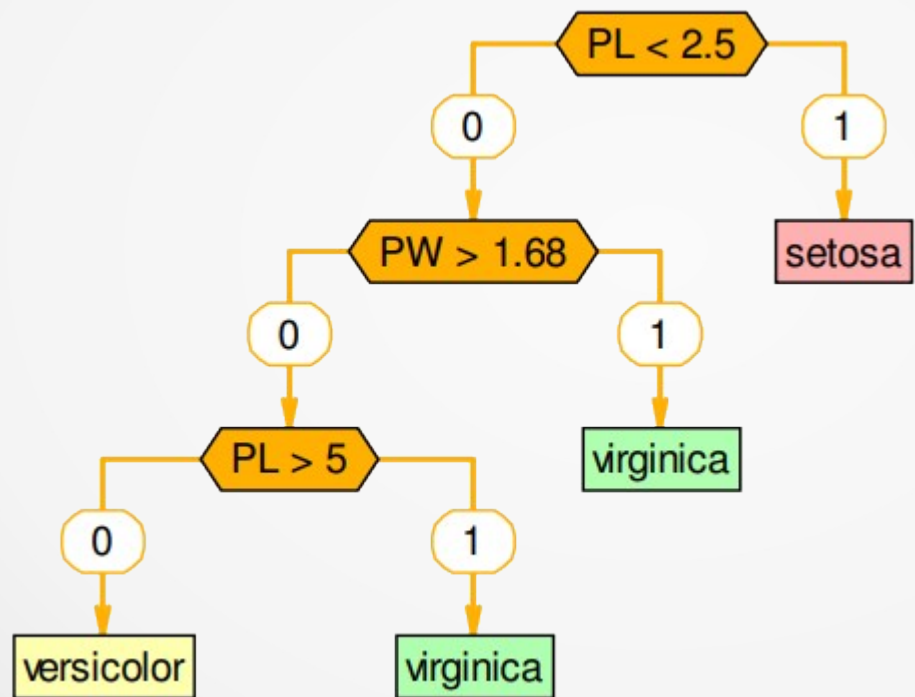 PL < 2.5
0
1
PW > 1.68
setosa
0
1
PL > 5
virginica
0
1
versicolor
virginica